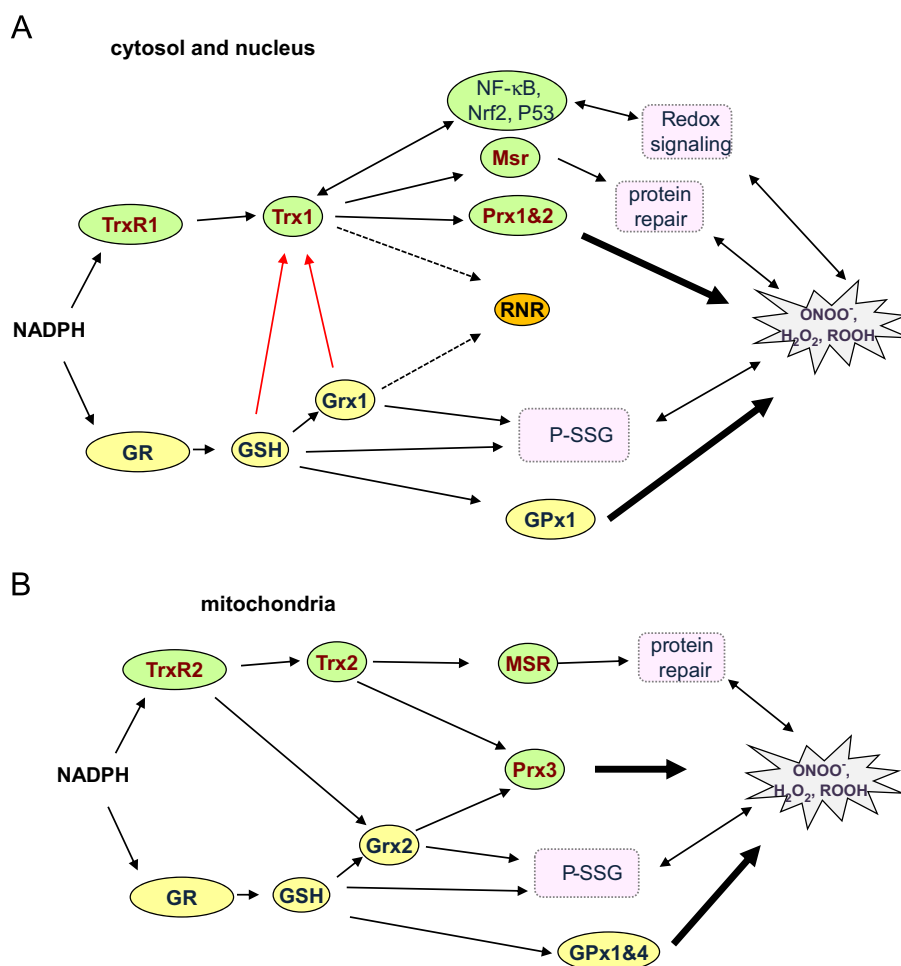 A
cytosol and nucleus
NF-κB,
Nrf2, P53
Redox
signaling
Msr
protein
repair
TrxR1
Trx1
Prx1&2
ONOO⁻,
H₂O₂, ROOH
RNR
NADPH
Grx1
P-SSG
GR
GSH
GPx1
B
mitochondria
TrxR2
Trx2
MSR
protein
repair
NADPH
Prx3
ONOO⁻,
H₂O₂, ROOH
Grx2
P-SSG
GR
GSH
GPx1&4